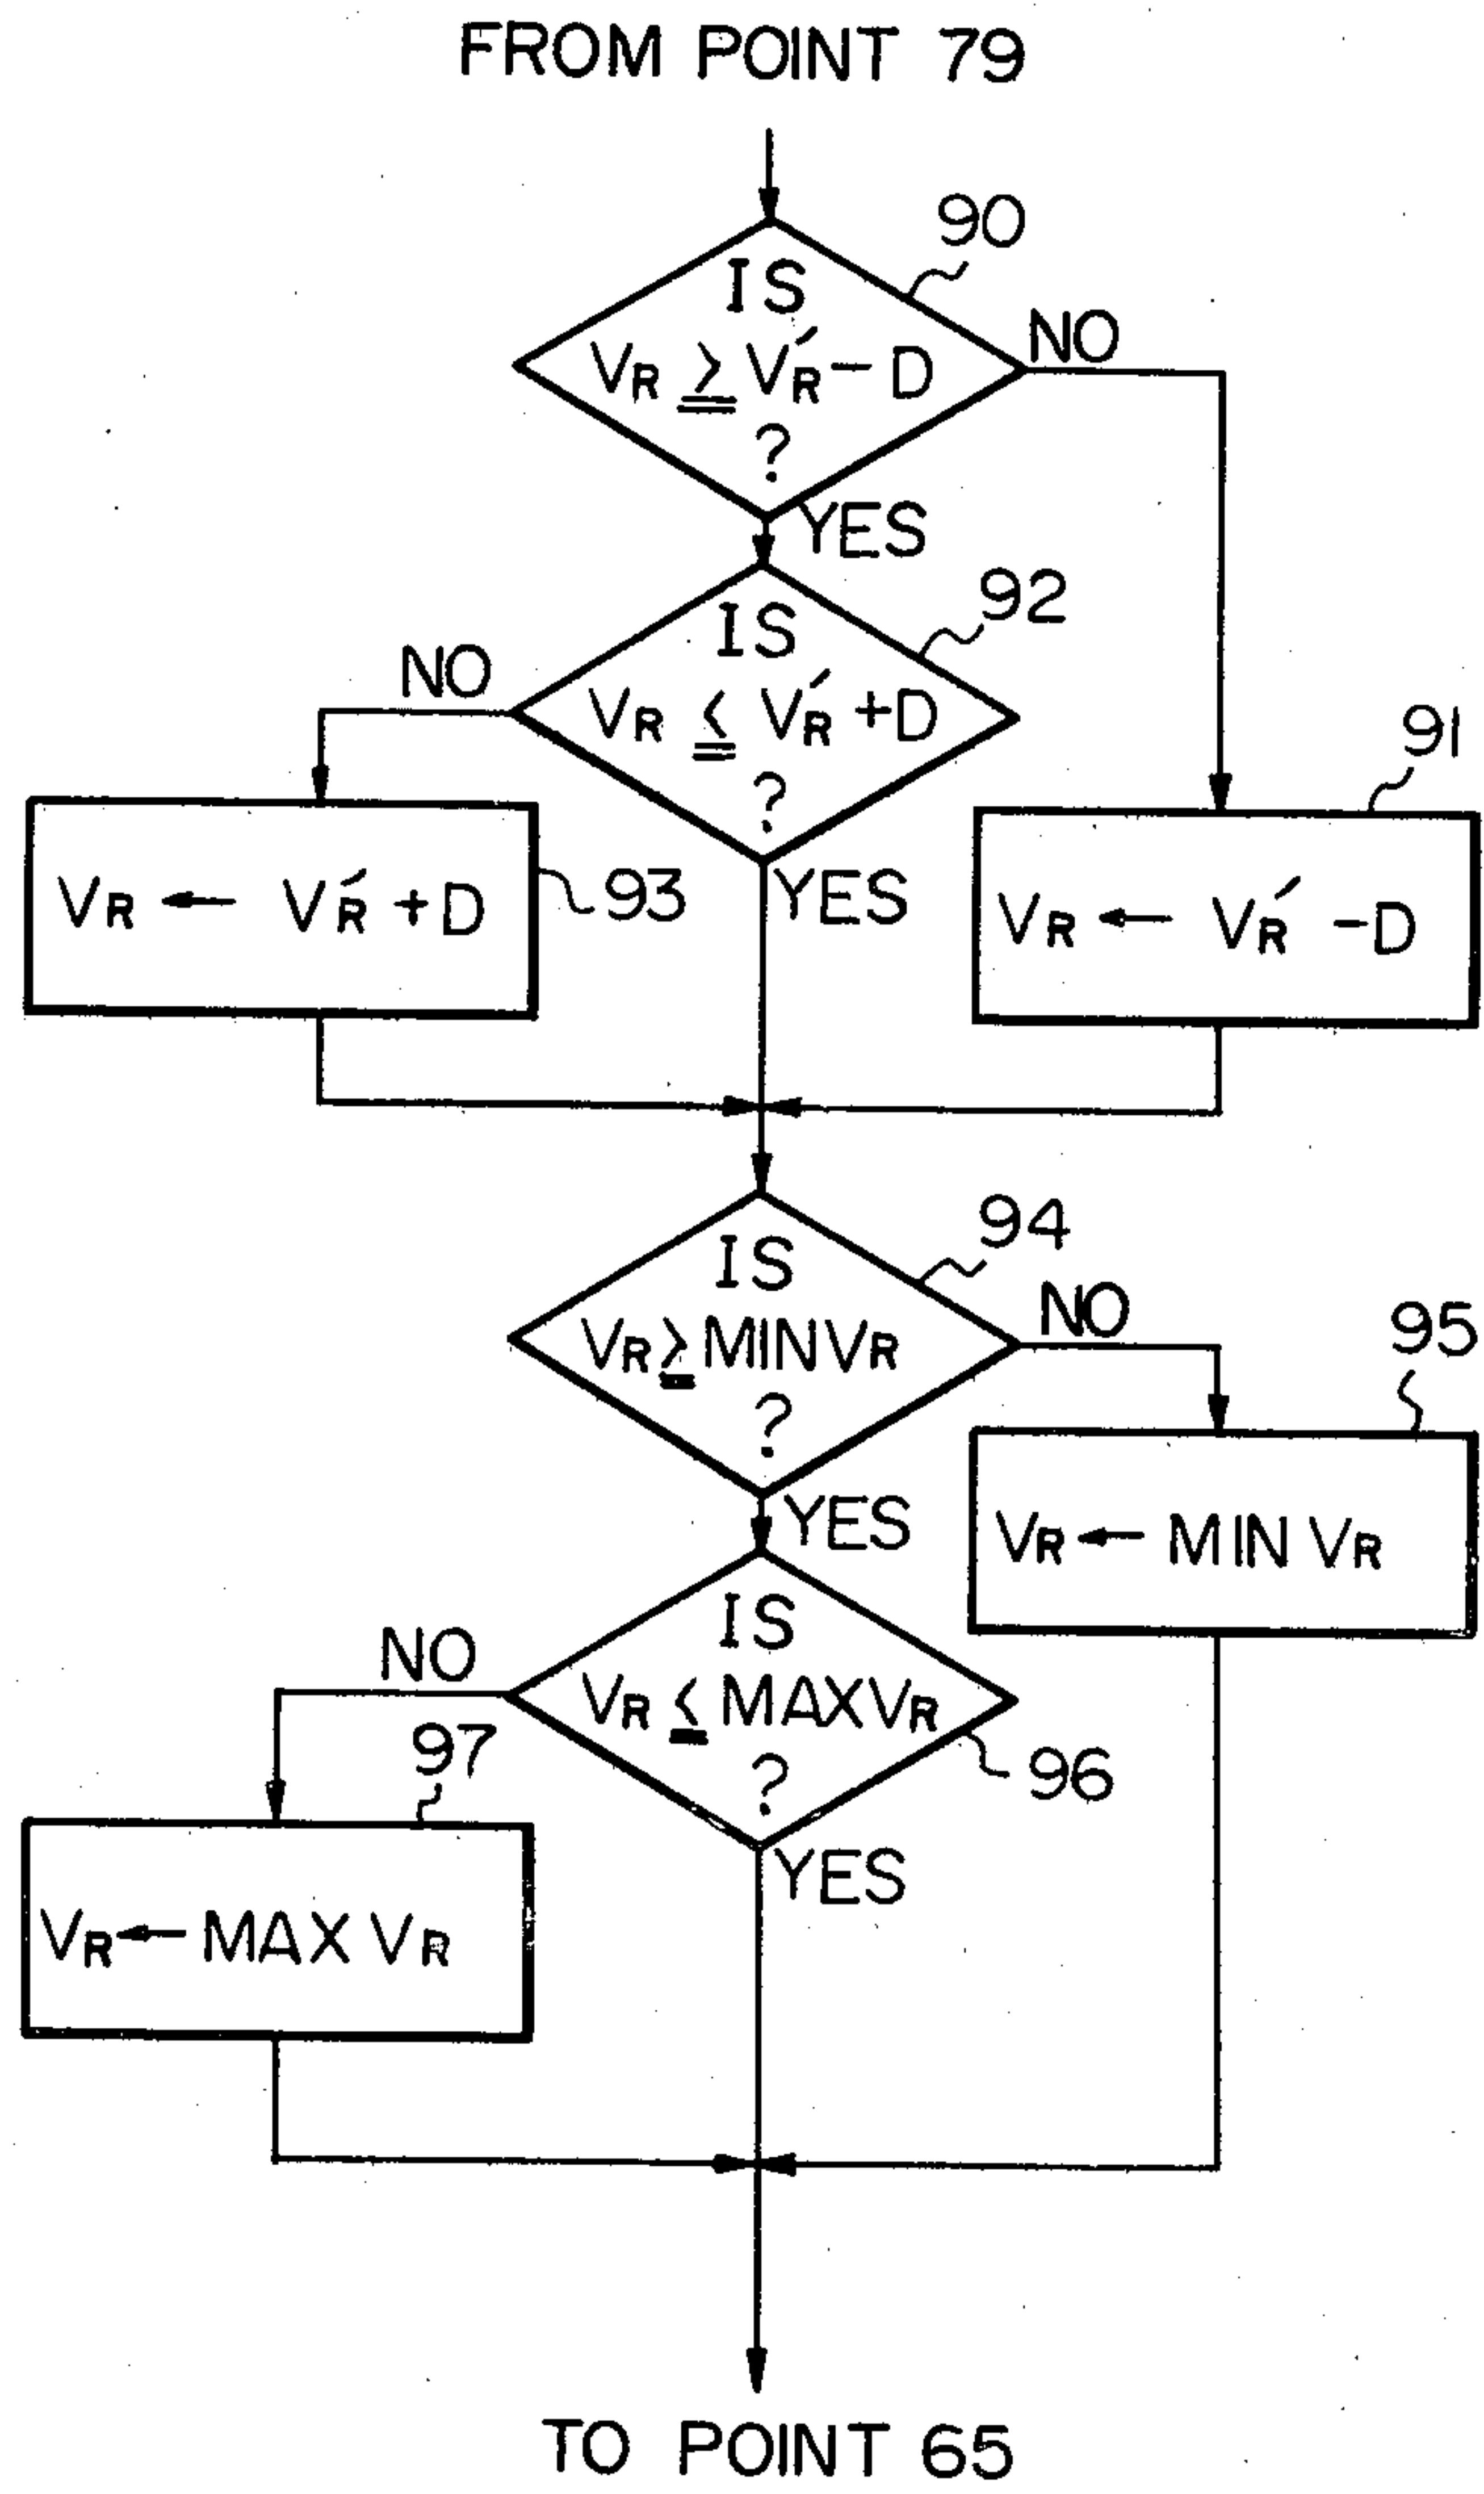 FROM POINT 79
90
IS
VR ≧ V'R - D
?
NO
YES
92
IS
VR ≦ V'R + D
?
NO
YES
91
VR ← V'R - D
93
VR ← V'R + D
94
IS
VR ≧ MIN VR
?
NO
YES
95
VR ← MIN VR
IS
VR ≦ MAX VR
?
96
NO
YES
97
VR ← MAX VR
TO POINT 65